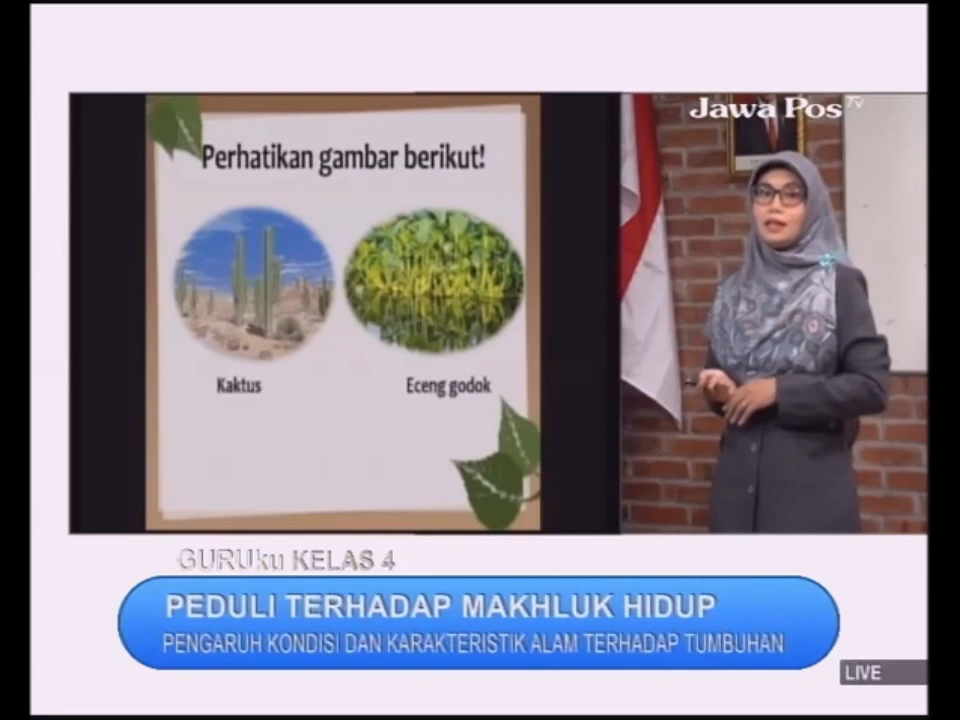 Jawa Pos TV
Perhatikan gambar berikut!
Kaktus
Eceng godok
GURUku KELAS 4
PEDULI TERHADAP MAKHLUK HIDUP
PENGARUH KONDISI DAN KARAKTERISTIK ALAM TERHADAP TUMBUHAN
LIVE